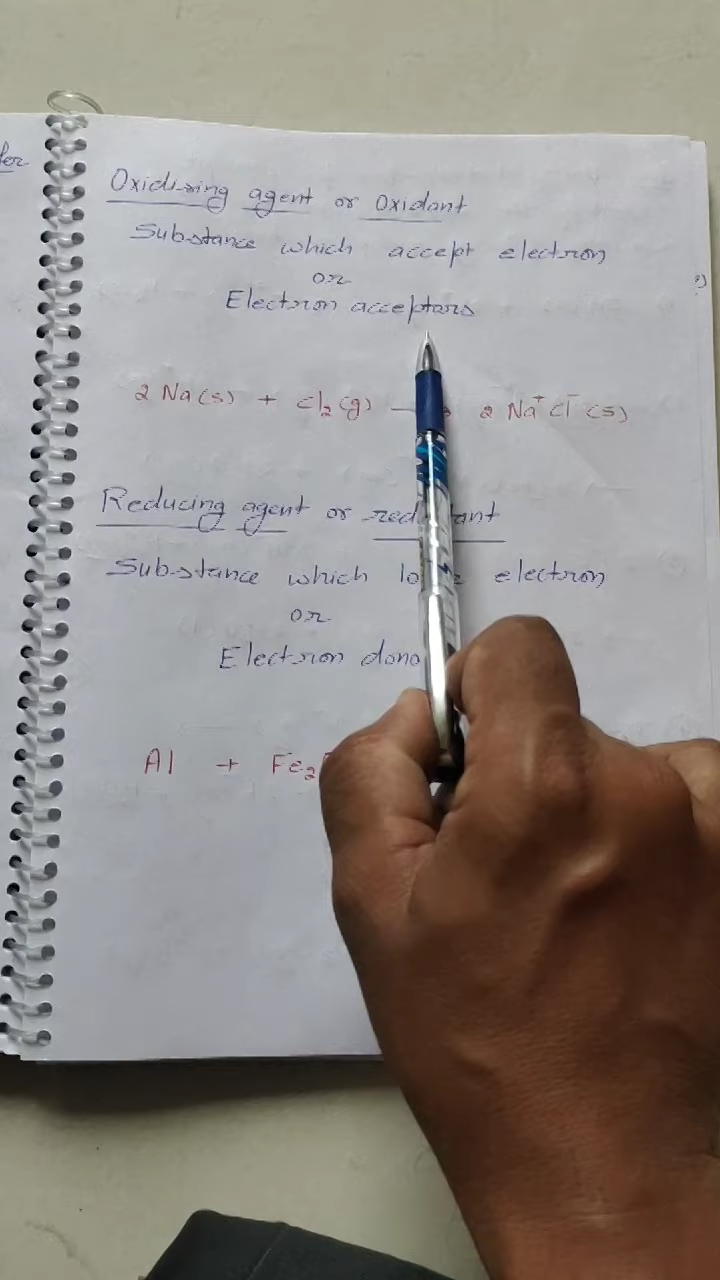 Oxidising agent or Oxidant
Substance which accept electron
or
Electron acceptors
2 Na(s) + Cl₂(g) 2 Na⁺Cl⁻(s)
Reducing agent or
Substance which electron
or
Electron
Al + Fe₂